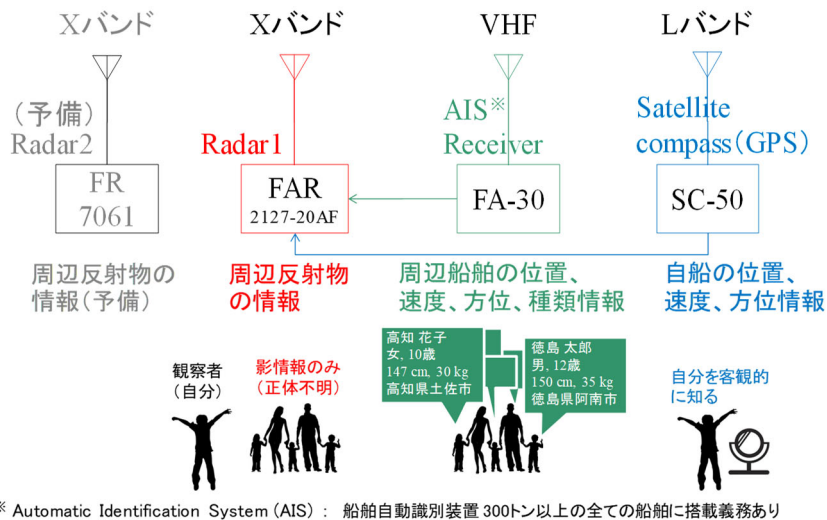 Xバンド
Xバンド
VHF
Lバンド
(予備)
Radar2
Radar1
AIS※
Receiver
Satellite
compass(GPS)
FR
7061
FAR
2127-20AF
FA-30
SC-50
周辺反射物の
情報(予備)
周辺反射物
の情報
周辺船舶の位置、
速度、方位、種類情報
自船の位置、
速度、方位情報
観察者
(自分)
影情報のみ
(正体不明)
高知 花子
女, 10歳
147 cm, 30 kg
高知県土佐市
徳島 太郎
男, 12歳
150 cm, 35 kg
徳島県阿南市
自分を客観的
に知る
※ Automatic Identification System (AIS) : 船舶自動識別装置 300トン以上の全ての船舶に搭載義務あり